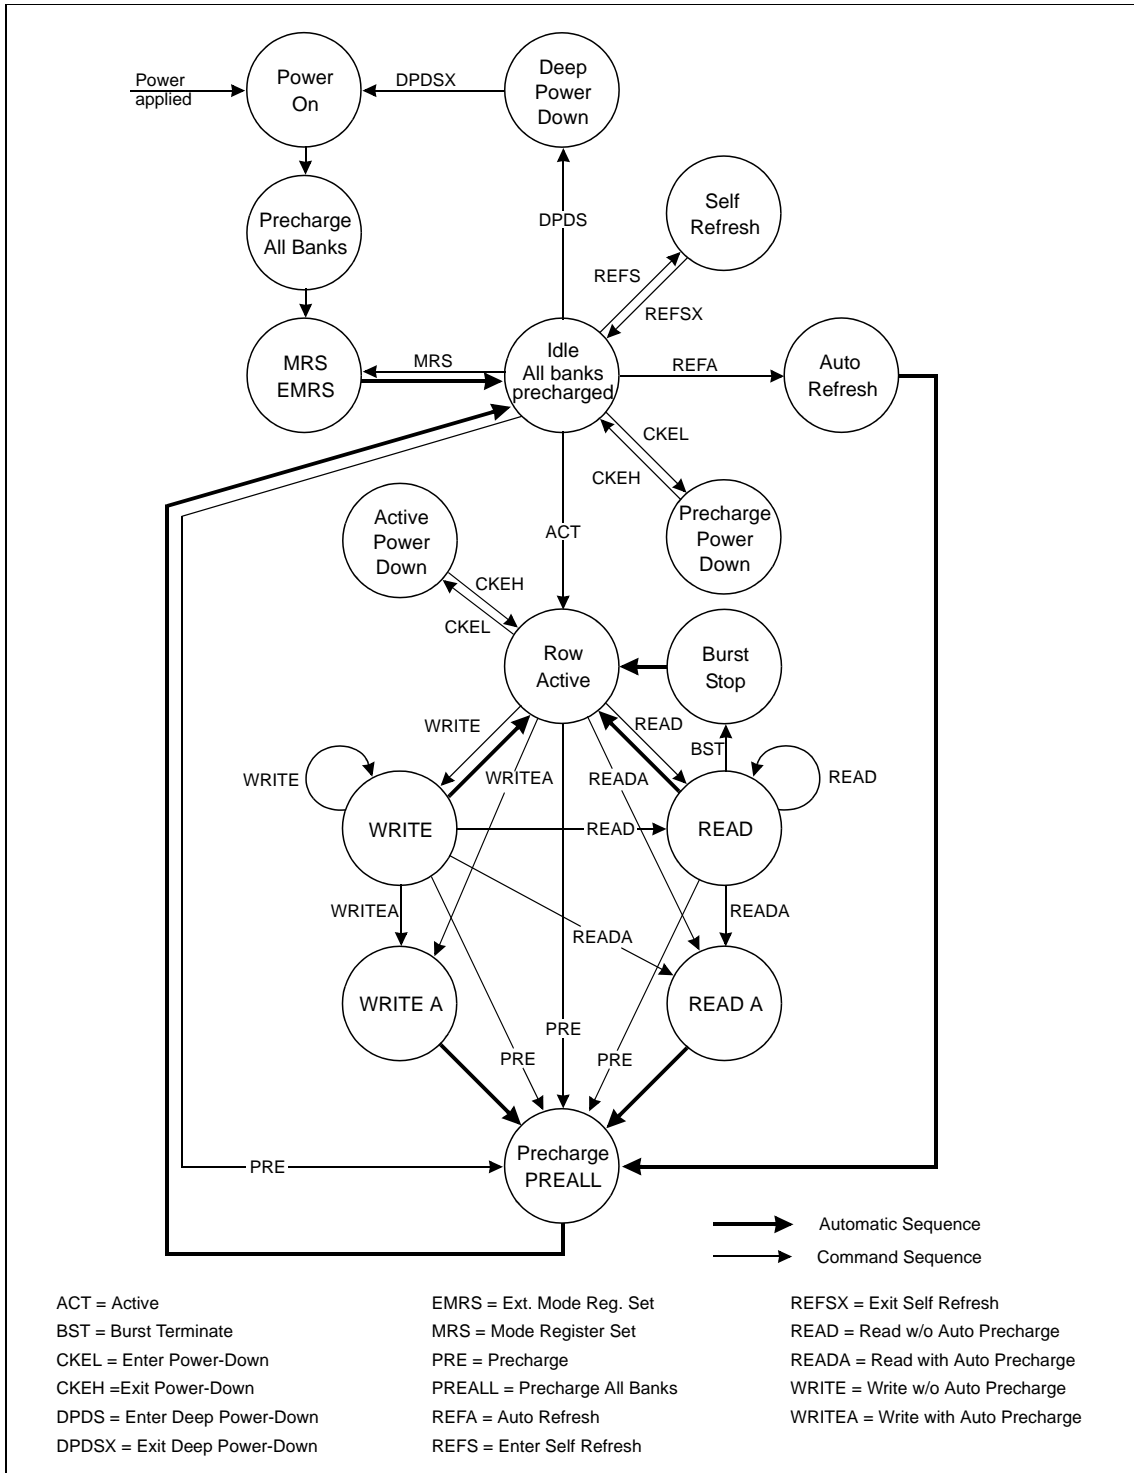 Power
applied
Power
On
DPDSX
Deep
Power
Down
Precharge
All Banks
DPDS
Self
Refresh
REFS
REFSX
MRS
EMRS
MRS
Idle
All banks
precharged
REFA
Auto
Refresh
CKEL
CKEH
Precharge
Power
Down
Active
Power
Down
ACT
CKEH
CKEL
Row
Active
Burst
Stop
WRITE
READ
BST
WRITE
WRITEA
READA
READ
WRITE
READ
READ
WRITEA
READA
READA
WRITE A
READ A
PRE
PRE
PRE
Precharge
PREALL
PRE
Automatic Sequence
Command Sequence
ACT = Active
BST = Burst Terminate
CKEL = Enter Power-Down
CKEH =Exit Power-Down
DPDS = Enter Deep Power-Down
DPDSX = Exit Deep Power-Down
EMRS = Ext. Mode Reg. Set
MRS = Mode Register Set
PRE = Precharge
PREALL = Precharge All Banks
REFA = Auto Refresh
REFS = Enter Self Refresh
REFSX = Exit Self Refresh
READ = Read w/o Auto Precharge
READA = Read with Auto Precharge
WRITE = Write w/o Auto Precharge
WRITEA = Write with Auto Precharge